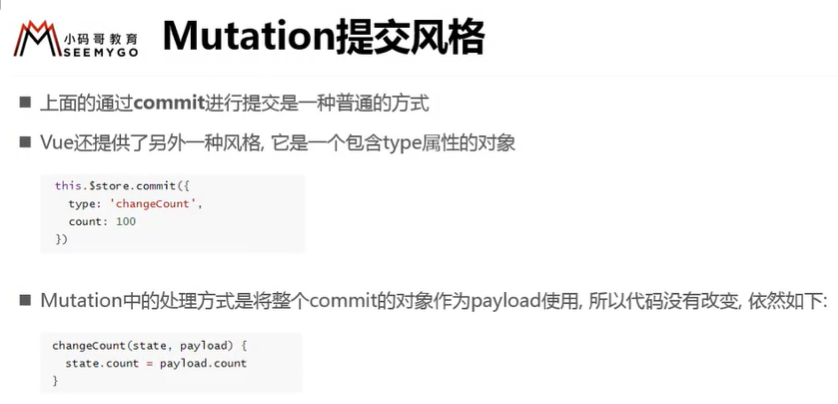 小码哥教育
SEEMYGO
Mutation提交风格
上面的通过commit进行提交是一种普通的方式
Vue还提供了另外一种风格, 它是一个包含type属性的对象
this.$store.commit({
  type: 'changeCount',
  count: 100
})
Mutation中的处理方式是将整个commit的对象作为payload使用, 所以代码没有改变, 依然如下:
changeCount(state, payload) {
  state.count = payload.count
}